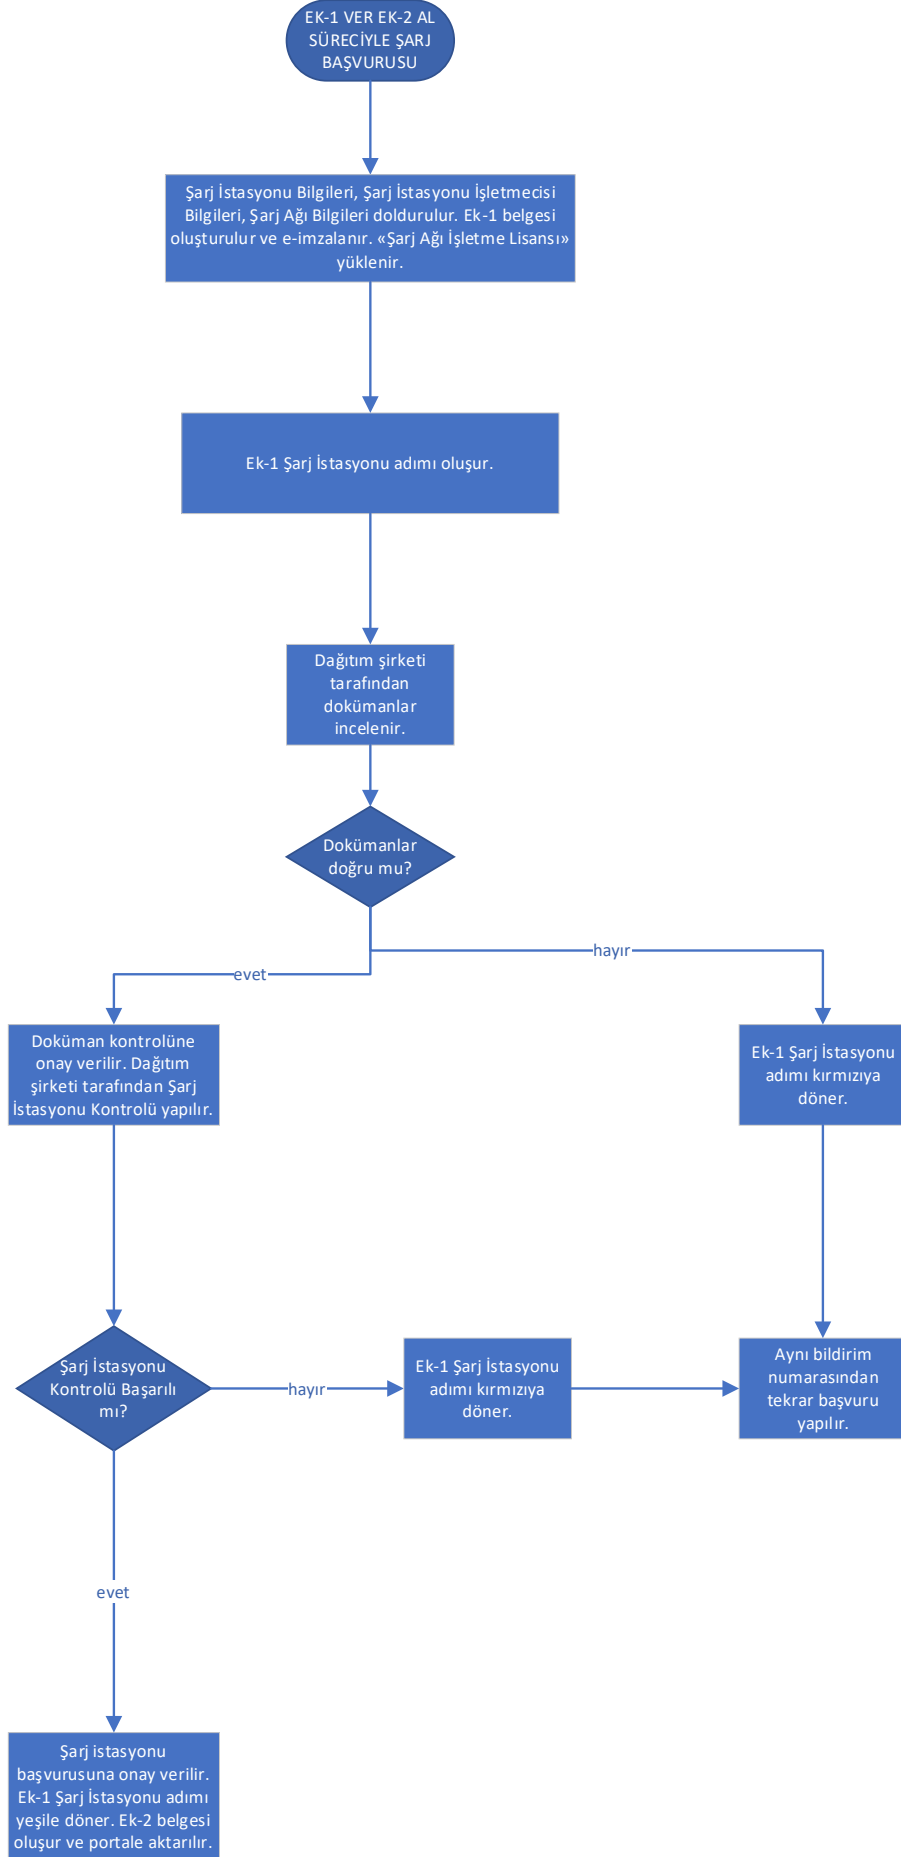 EK-1 VER EK-2 AL
SÜRECİYLE ŞARJ
BAŞVURUSU
Şarj İstasyonu Bilgileri, Şarj İstasyonu İşletmecisi
Bilgileri, Şarj Ağı Bilgileri doldurulur. Ek-1 belgesi
oluşturulur ve e-imzalanır. «Şarj Ağı İşletme Lisansı»
yüklenir.
Ek-1 Şarj İstasyonu adımı oluşur.
Dağıtım şirketi
tarafından
dokümanlar
incelenir.
Dokümanlar
doğru mu?
hayır
evet
Doküman kontrolüne
onay verilir. Dağıtım
şirketi tarafından Şarj
İstasyonu Kontrolü yapılır.
Ek-1 Şarj İstasyonu
adımı kırmızıya
döner.
Şarj İstasyonu
Kontrolü Başarılı
mı?
hayır
Ek-1 Şarj İstasyonu
adımı kırmızıya
döner.
Aynı bildirim
numarasından
tekrar başvuru
yapılır.
evet
Şarj istasyonu
başvurusuna onay verilir.
Ek-1 Şarj İstasyonu adımı
yeşile döner. Ek-2 belgesi
oluşur ve portale aktarılır.